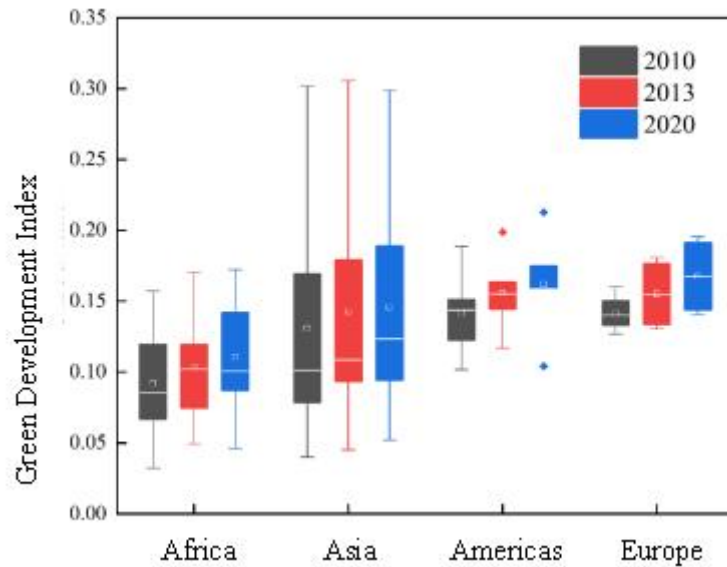 0.35
0.30
0.25
0.20
0.15
0.10
0.05
0.00
Green Development Index
2010
2013
2020
Africa
Asia
Americas
Europe